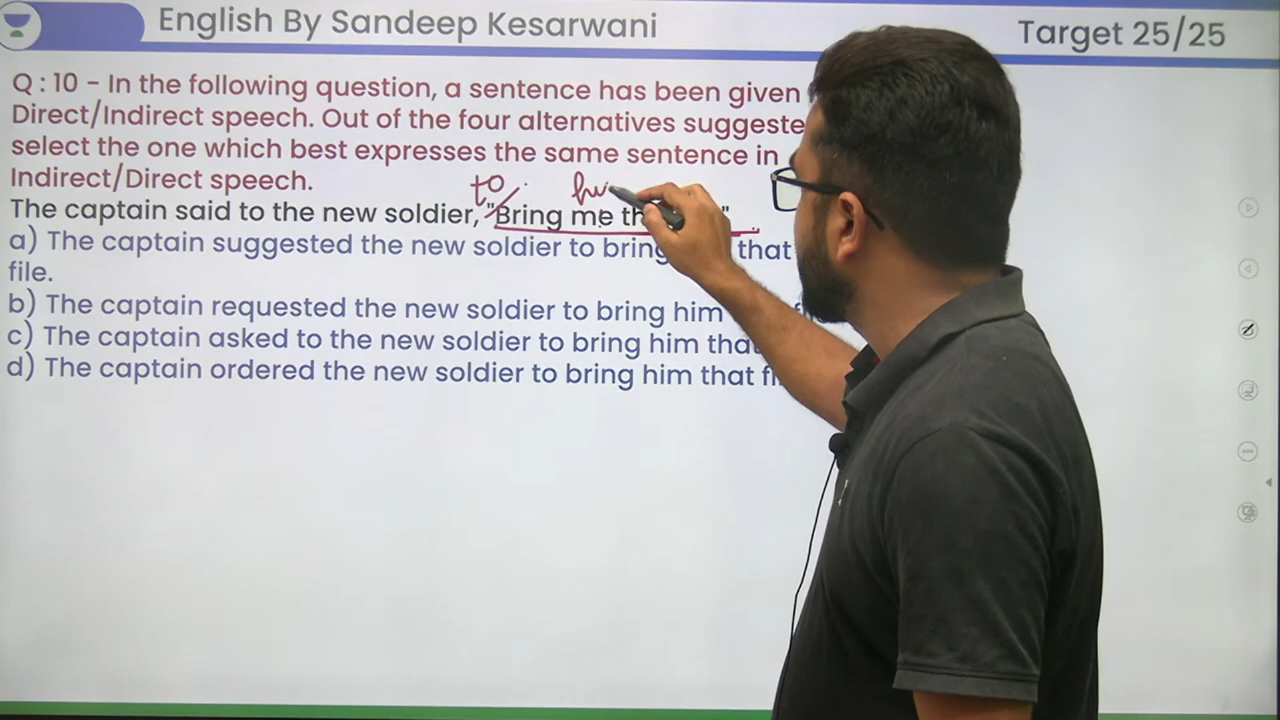 English By Sandeep Kesarwani
Target 25/25
Q : 10 - In the following question, a sentence has been given
Direct/Indirect speech. Out of the four alternatives
select the one which best expresses the same sentence in
Indirect/Direct speech.
to
The captain said to the new soldier, "Bring me
a) The captain suggested the new soldier to bring that
file.
b) The captain requested the new soldier to bring him
c) The captain asked to the new soldier to bring him
d) The captain ordered the new soldier to bring him that